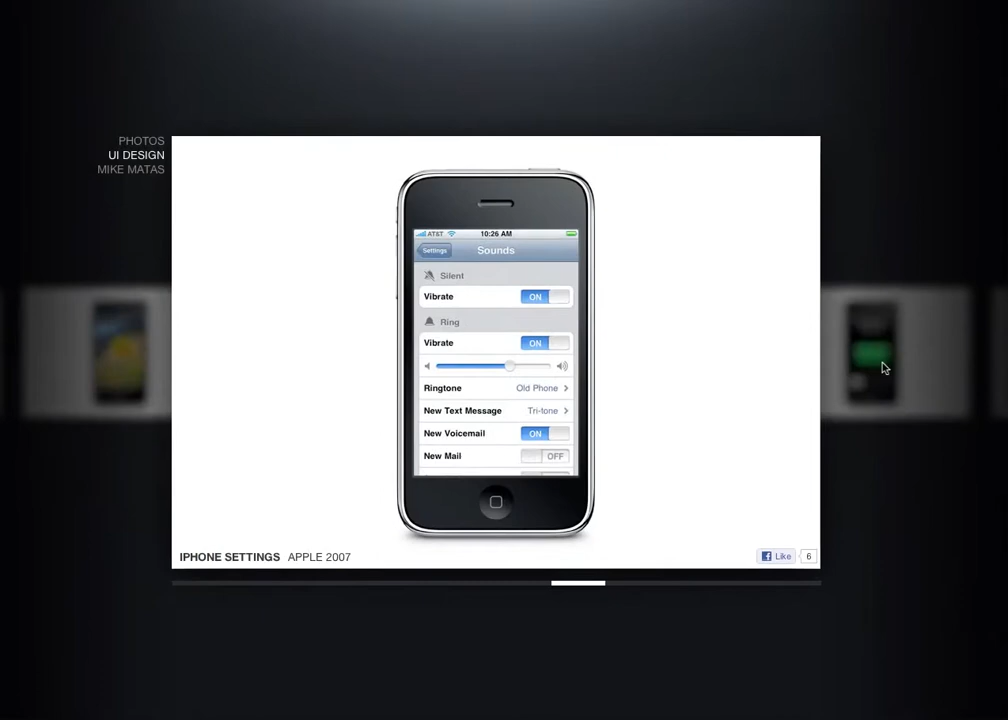 PHOTOS
UI DESIGN
MIKE MATAS
AT&T 10:26 AM
Settings Sounds
Silent
Vibrate ON
Ring
Vibrate ON
Ringtone Old Phone
New Text Message Tri-tone
New Voicemail ON
New Mail OFF
IPHONE SETTINGS APPLE 2007
Like 6